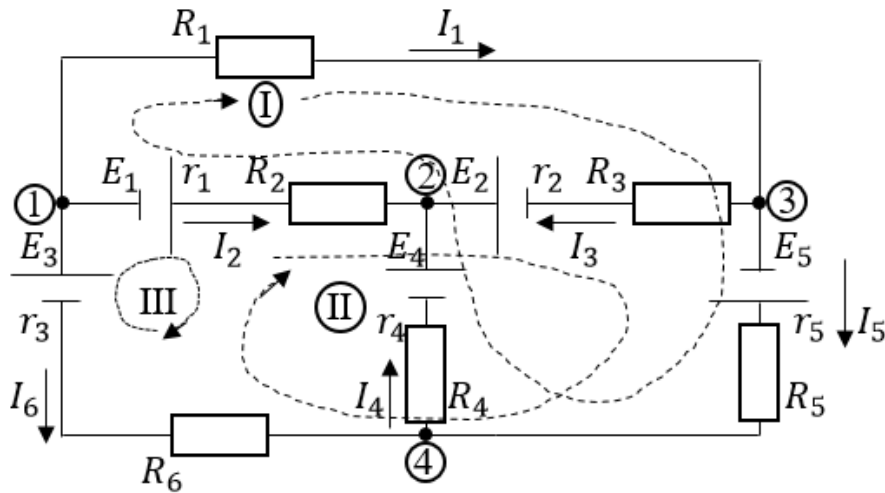 R₁ I₁
I
E₁ r₁ R₂ ② E₂ r₂ R₃
① ③
E₃ I₂ E₄ I₃ E₅
III II
r₃ r₄ r₅ I₅
I₆ I₄ R₄ R₅
R₆ ④